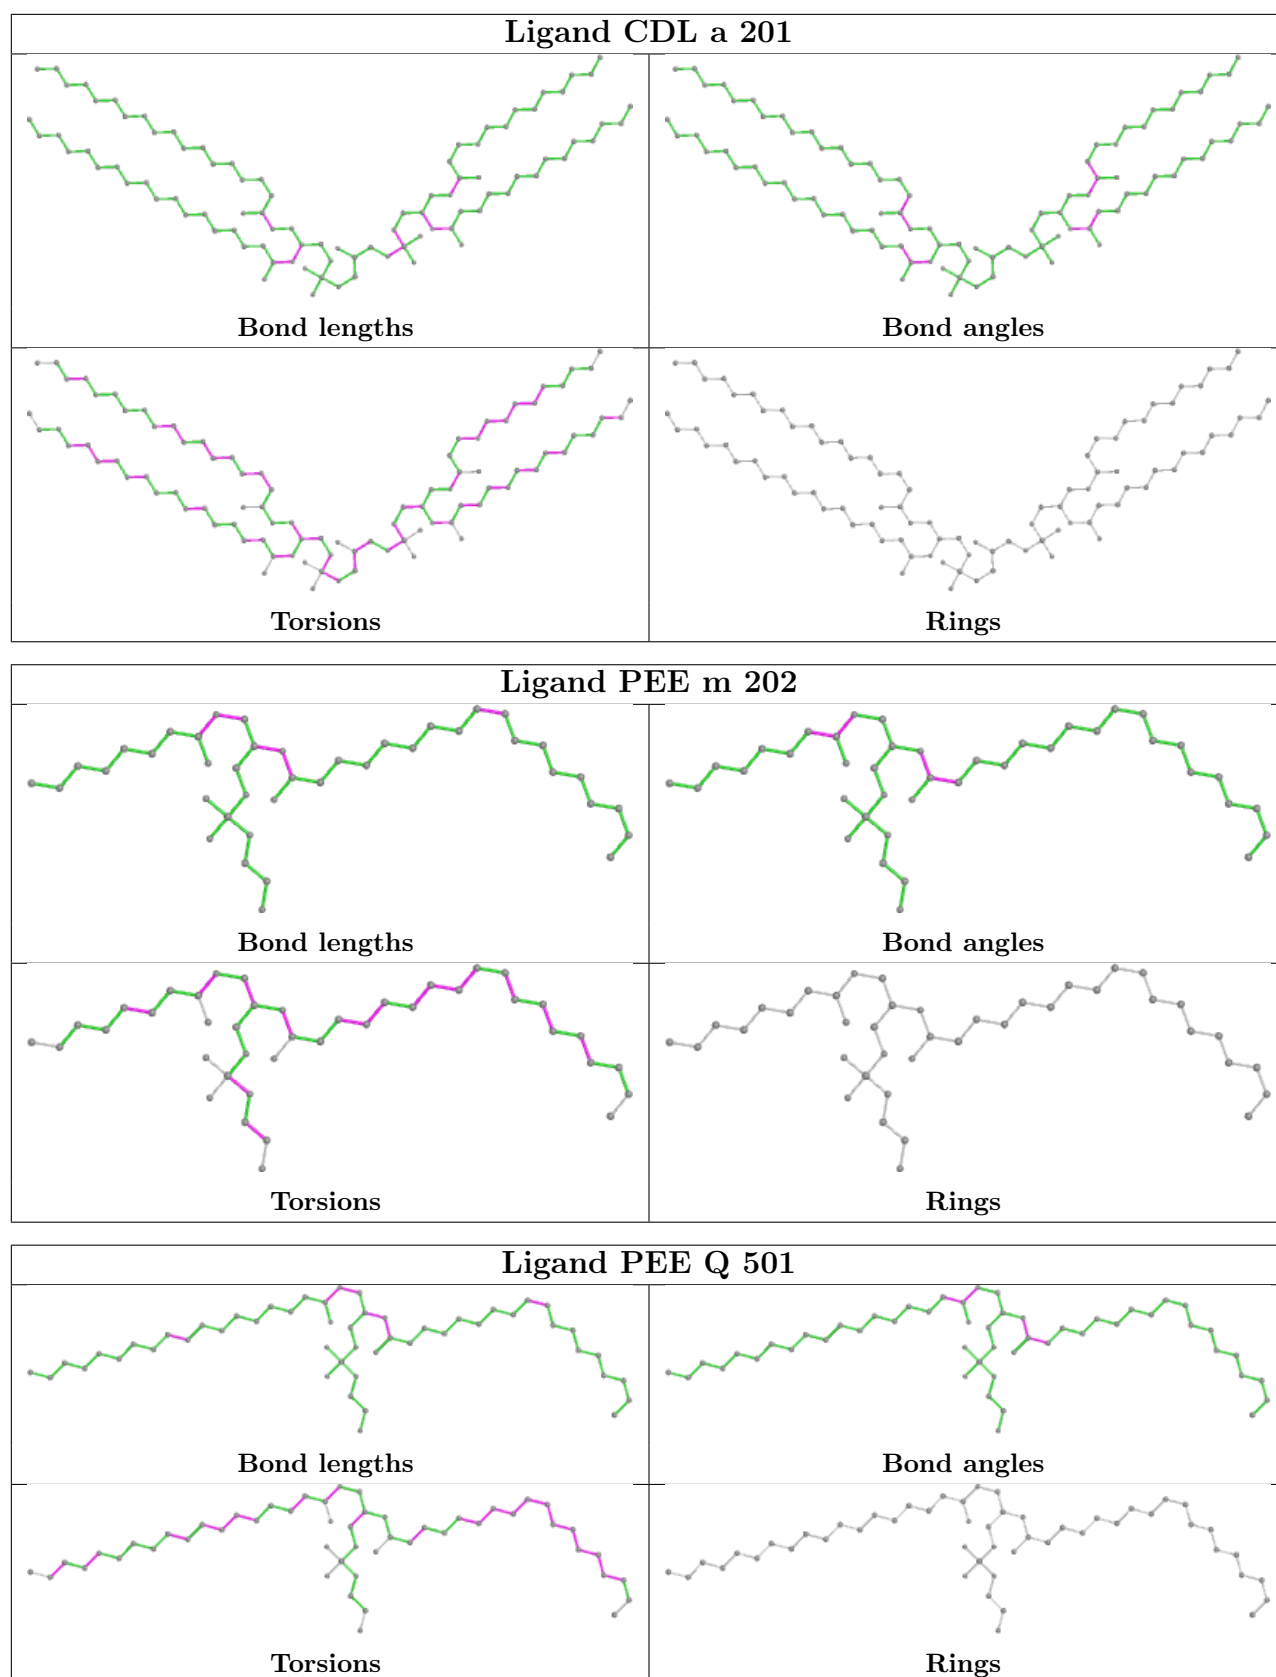 Ligand CDL a 201
Bond lengths
Bond angles
Torsions
Rings
Ligand PEE m 202
Bond lengths
Bond angles
Torsions
Rings
Ligand PEE Q 501
Bond lengths
Bond angles
Torsions
Rings